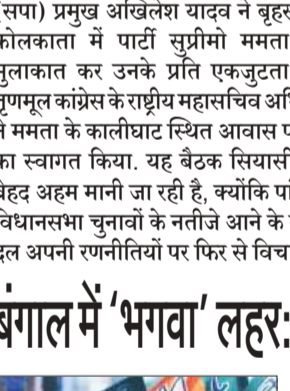 (सपा) प्रमुख अखिलेश यादव ने
कोलकाता में पार्टी सुप्रीमो ममता
मुलाकात कर उनके प्रति एकजुटता
तृणमूल कांग्रेस के राष्ट्रीय महासचिव
ने ममता के कालीघाट स्थित आवास
का स्वागत किया. यह बैठक सियासी
बेहद अहम मानी जा रही है, क्योंकि
विधानसभा चुनावों के नतीजे आने के
दल अपनी रणनीतियों पर फिर से
बंगाल में ‘भगवा’ लहर: